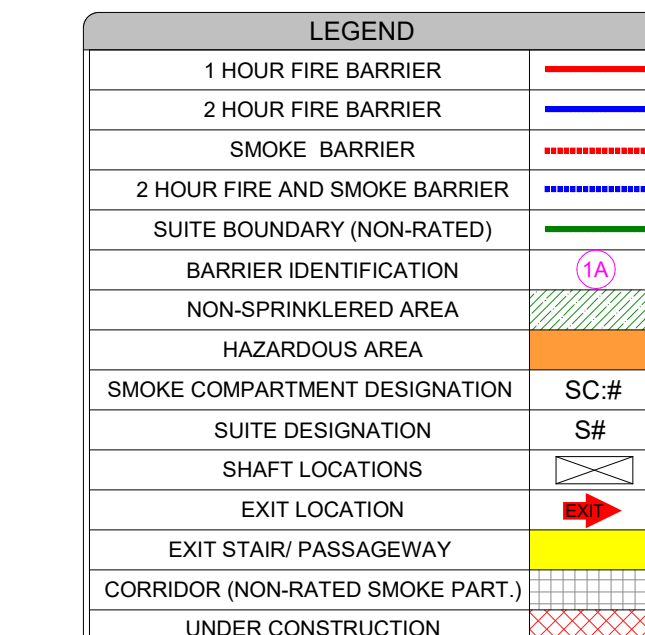 LEGEND
1 HOUR FIRE BARRIER
2 HOUR FIRE BARRIER
SMOKE BARRIER
2 HOUR FIRE AND SMOKE BARRIER
SUITE BOUNDARY (NON-RATED)
BARRIER IDENTIFICATION 1A
NON-SPRINKLERED AREA
HAZARDOUS AREA
SMOKE COMPARTMENT DESIGNATION SC:#
SUITE DESIGNATION S#
SHAFT LOCATIONS
EXIT LOCATION EXIT
EXIT STAIR/ PASSAGEWAY
CORRIDOR (NON-RATED SMOKE PART.)
UNDER CONSTRUCTION